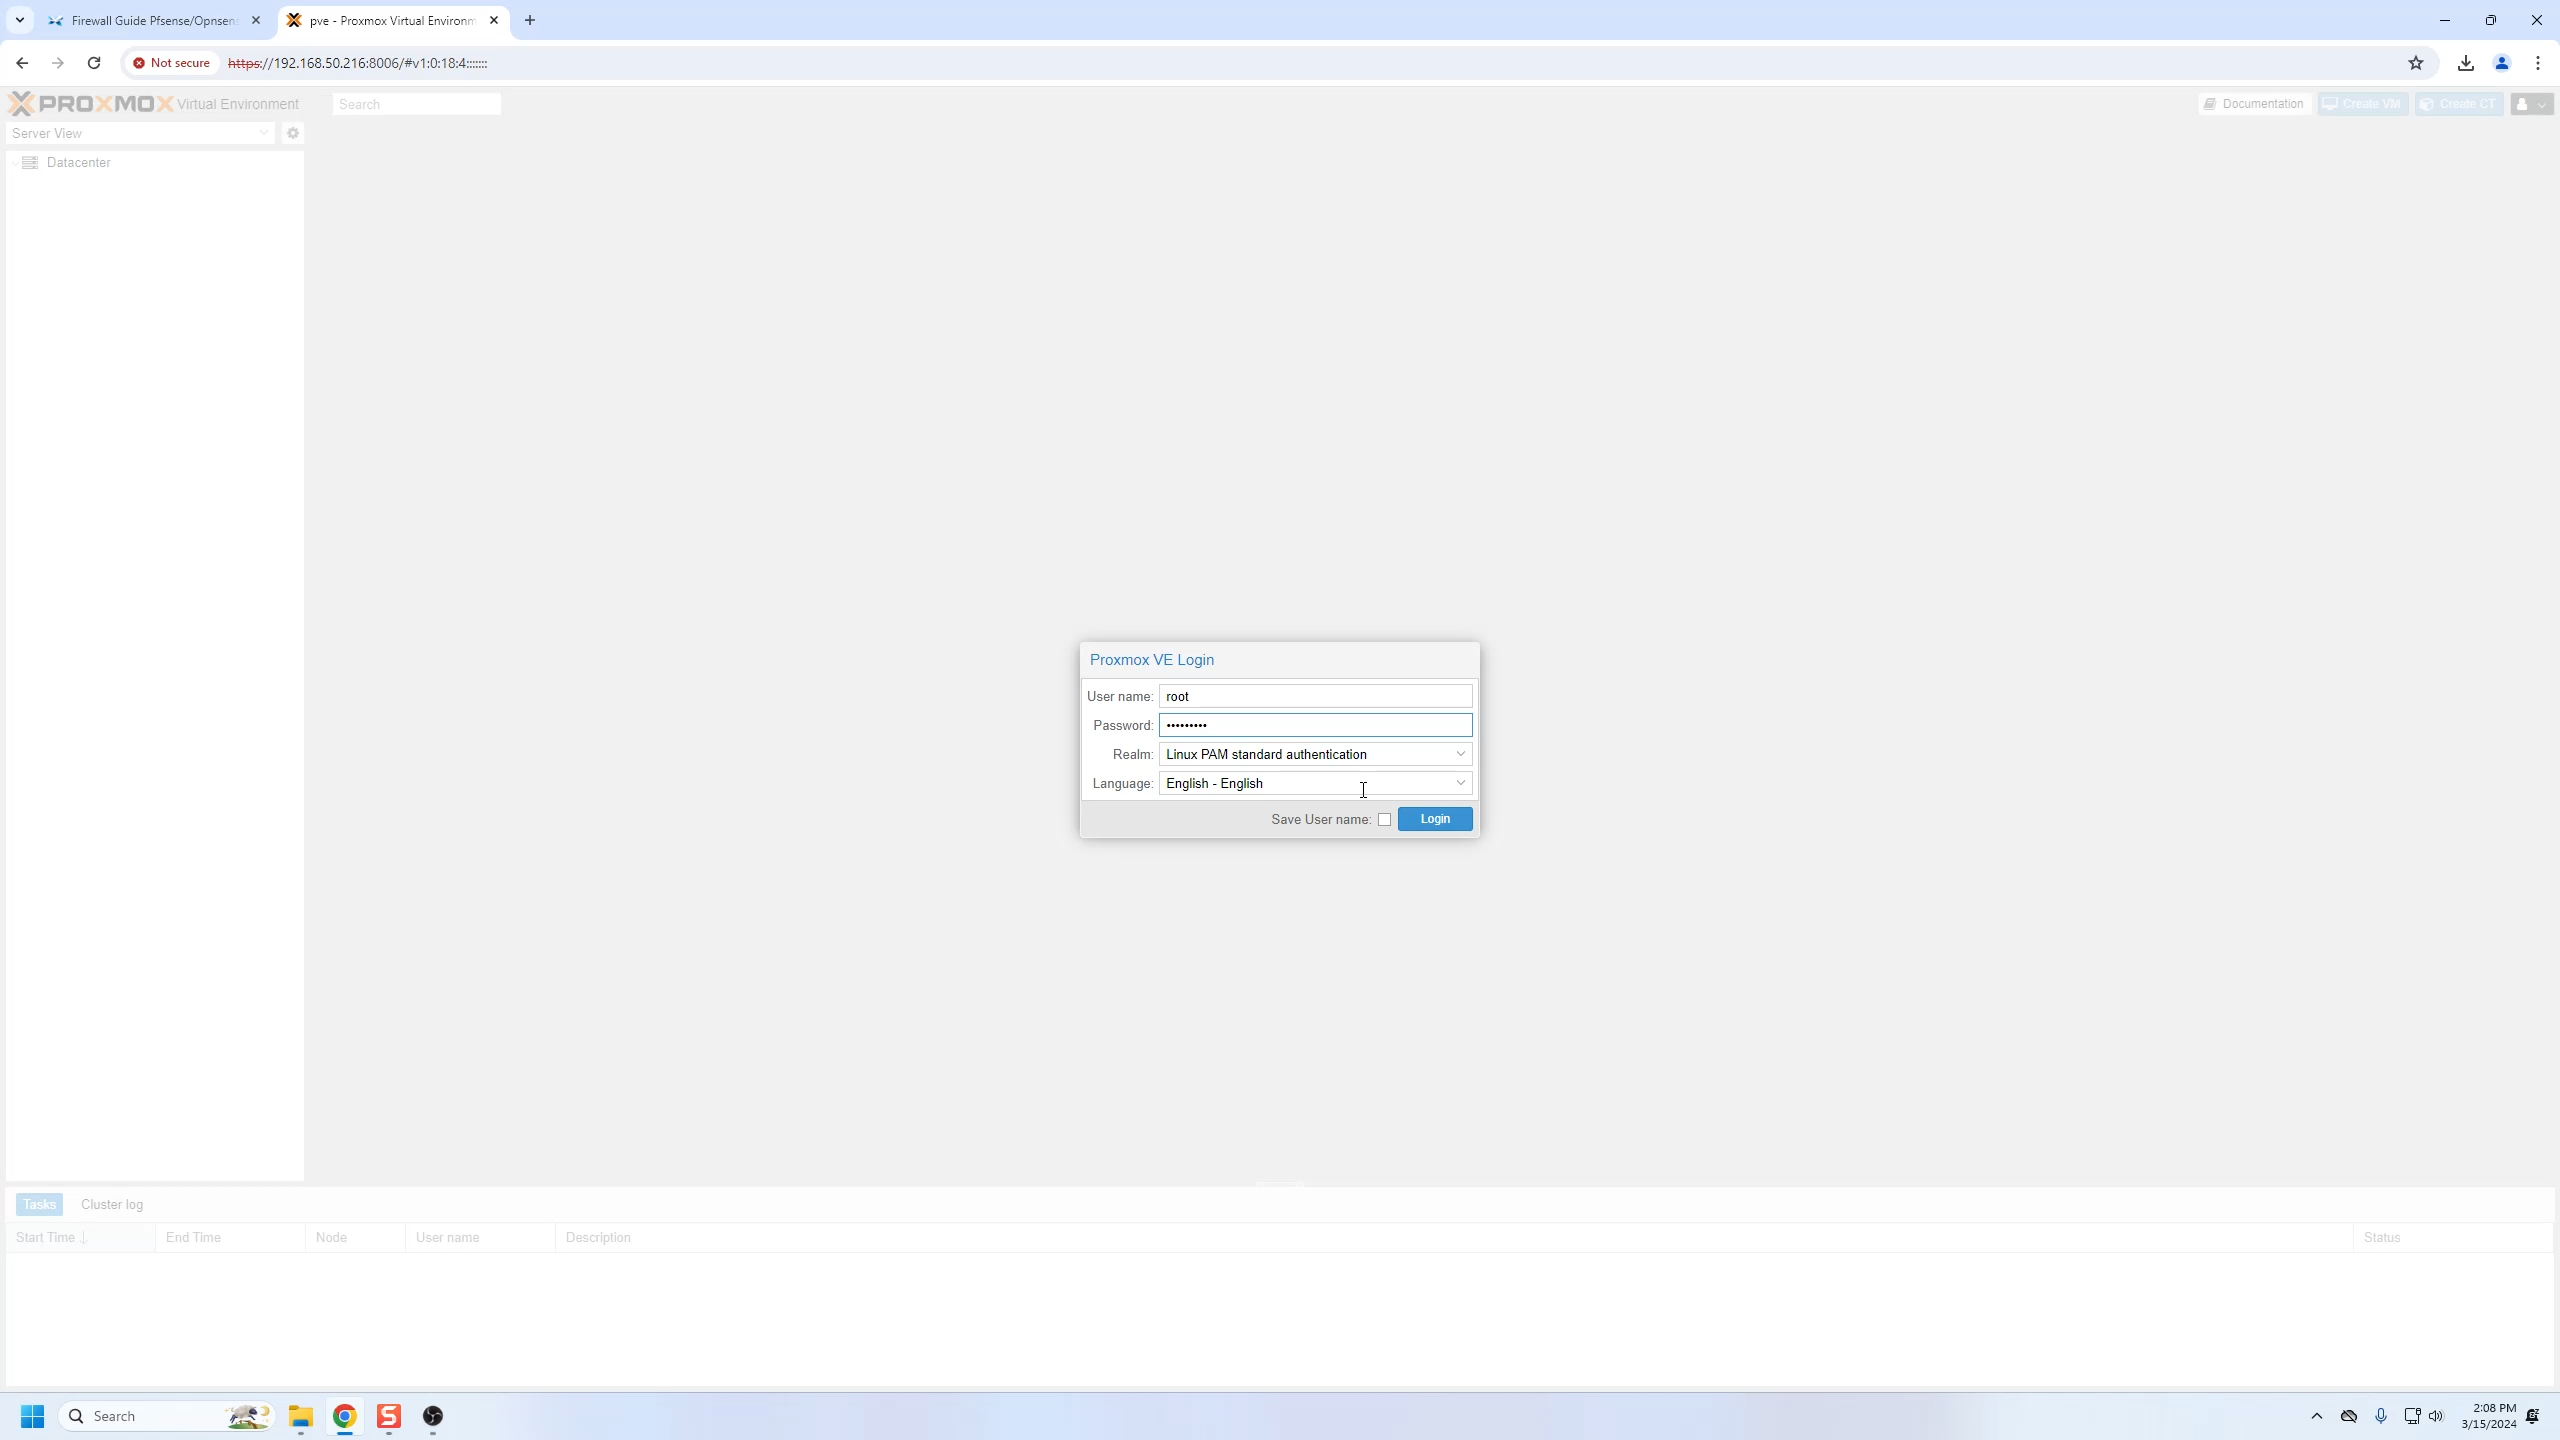 Firewall Guide Pfsense/Opnsens
pve - Proxmox Virtual Environm
Not secure
https://192.168.50.216:8006/#v1:0:18:4:::::::
PROXMOX Virtual Environment
Search
Documentation
Create VM
Create CT
Server View
Datacenter
Proxmox VE Login
User name: root
Password: •••••••••
Realm: Linux PAM standard authentication
Language: English - English
Save User name:
Login
Tasks
Cluster log
Start Time
End Time
Node
User name
Description
Status
Search
2:08 PM
3/15/2024